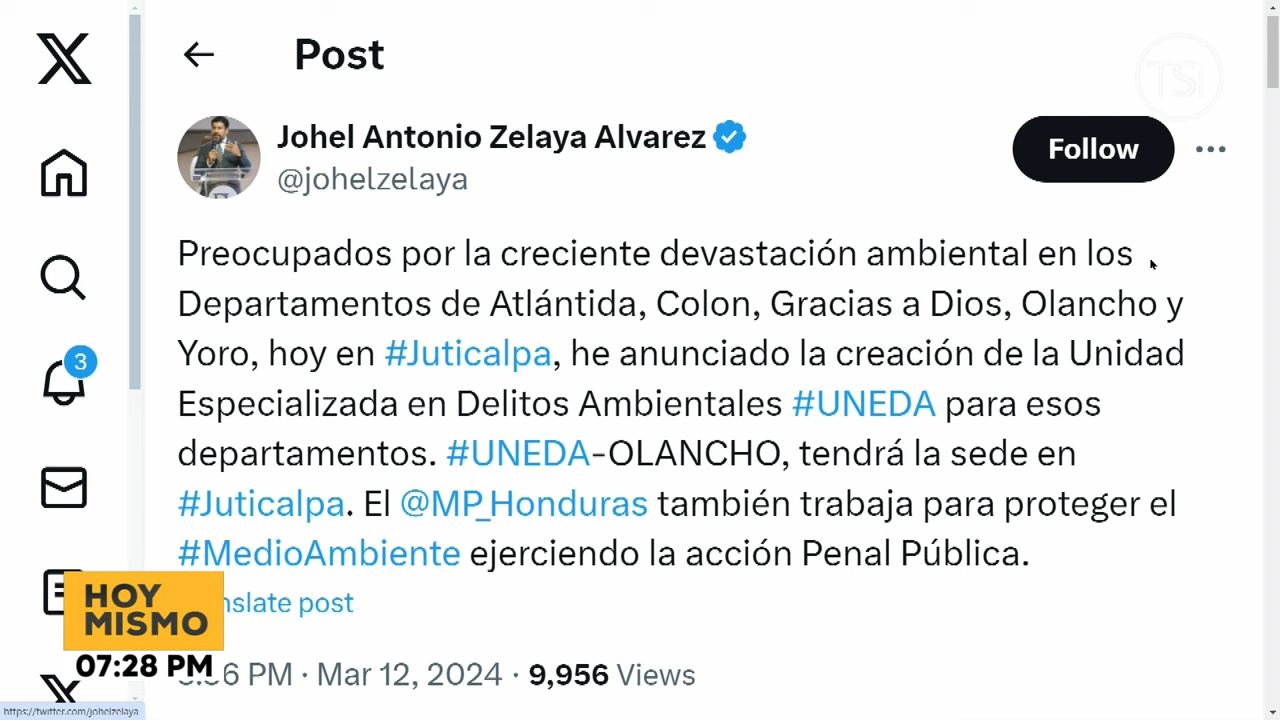 Post
TSi
Johel Antonio Zelaya Alvarez
@johelzelaya
Follow
Preocupados por la creciente devastación ambiental en los
Departamentos de Atlántida, Colon, Gracias a Dios, Olancho y
Yoro, hoy en #Juticalpa, he anunciado la creación de la Unidad
3
Especializada en Delitos Ambientales #UNEDA para esos
departamentos. #UNEDA-OLANCHO, tendrá la sede en
#Juticalpa. El @MP_Honduras también trabaja para proteger el
#MedioAmbiente ejerciendo la acción Penal Pública.
nslate post
HOY
MISMO
07:28 PM
6 PM · Mar 12, 2024 · 9,956 Views
https://twitter.com/johelzelaya